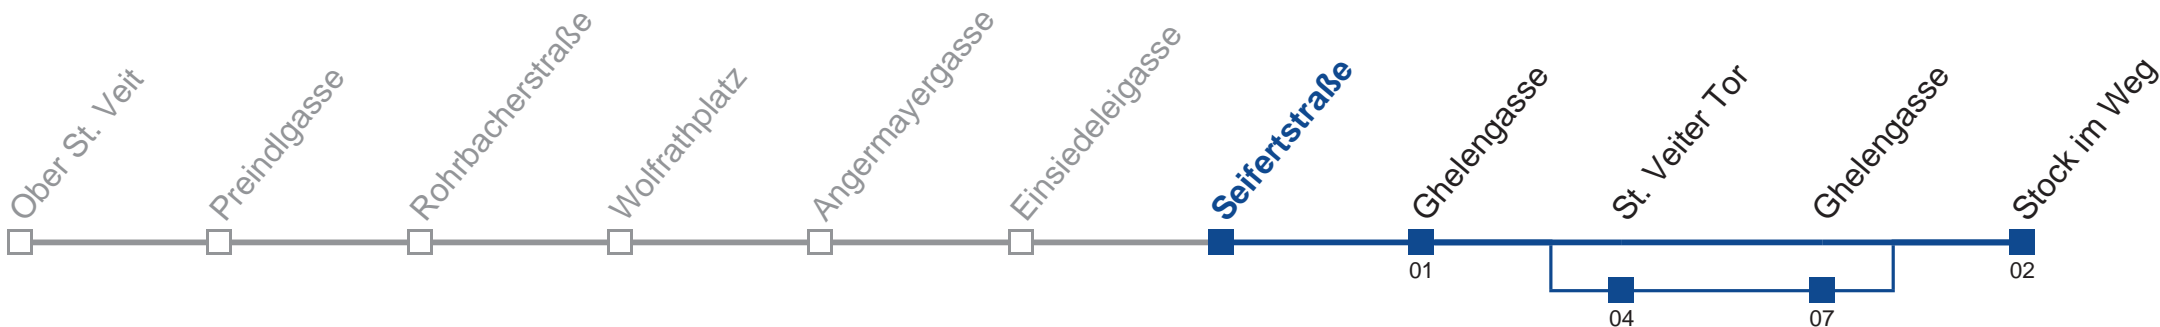 Ober St. Veit
Preindlgasse
Rohrbacherstraße
Wolfrathplatz
Angermayergasse
Einsiedeleigasse
Seifertstraße
Ghelengasse
St. Veiter Tor
Ghelengasse
Stock im Weg
01
02
04
07